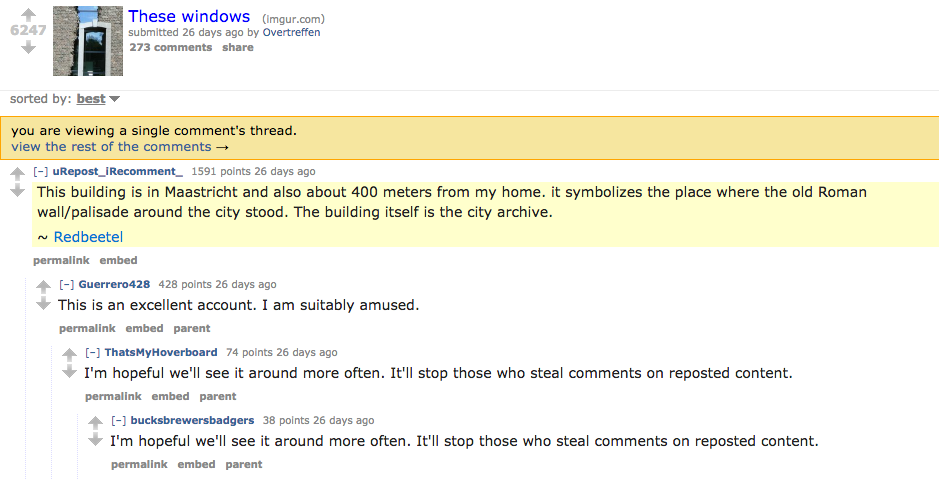 These windows (imgur.com)
6247
submitted 26 days ago by Overtreffen
273 comments share
sorted by: best
you are viewing a single comment's thread.
view the rest of the comments →
[–] uRepost_iRecomment_ 1591 points 26 days ago
This building is in Maastricht and also about 400 meters from my home. it symbolizes the place where the old Roman
wall/palisade around the city stood. The building itself is the city archive.
~ Redbeetel
permalink embed
[–] Guerrero428 428 points 26 days ago
This is an excellent account. I am suitably amused.
permalink embed parent
[–] ThatsMyHoverboard 74 points 26 days ago
I'm hopeful we'll see it around more often. It'll stop those who steal comments on reposted content.
permalink embed parent
[–] bucksbrewersbadgers 38 points 26 days ago
I'm hopeful we'll see it around more often. It'll stop those who steal comments on reposted content.
permalink embed parent